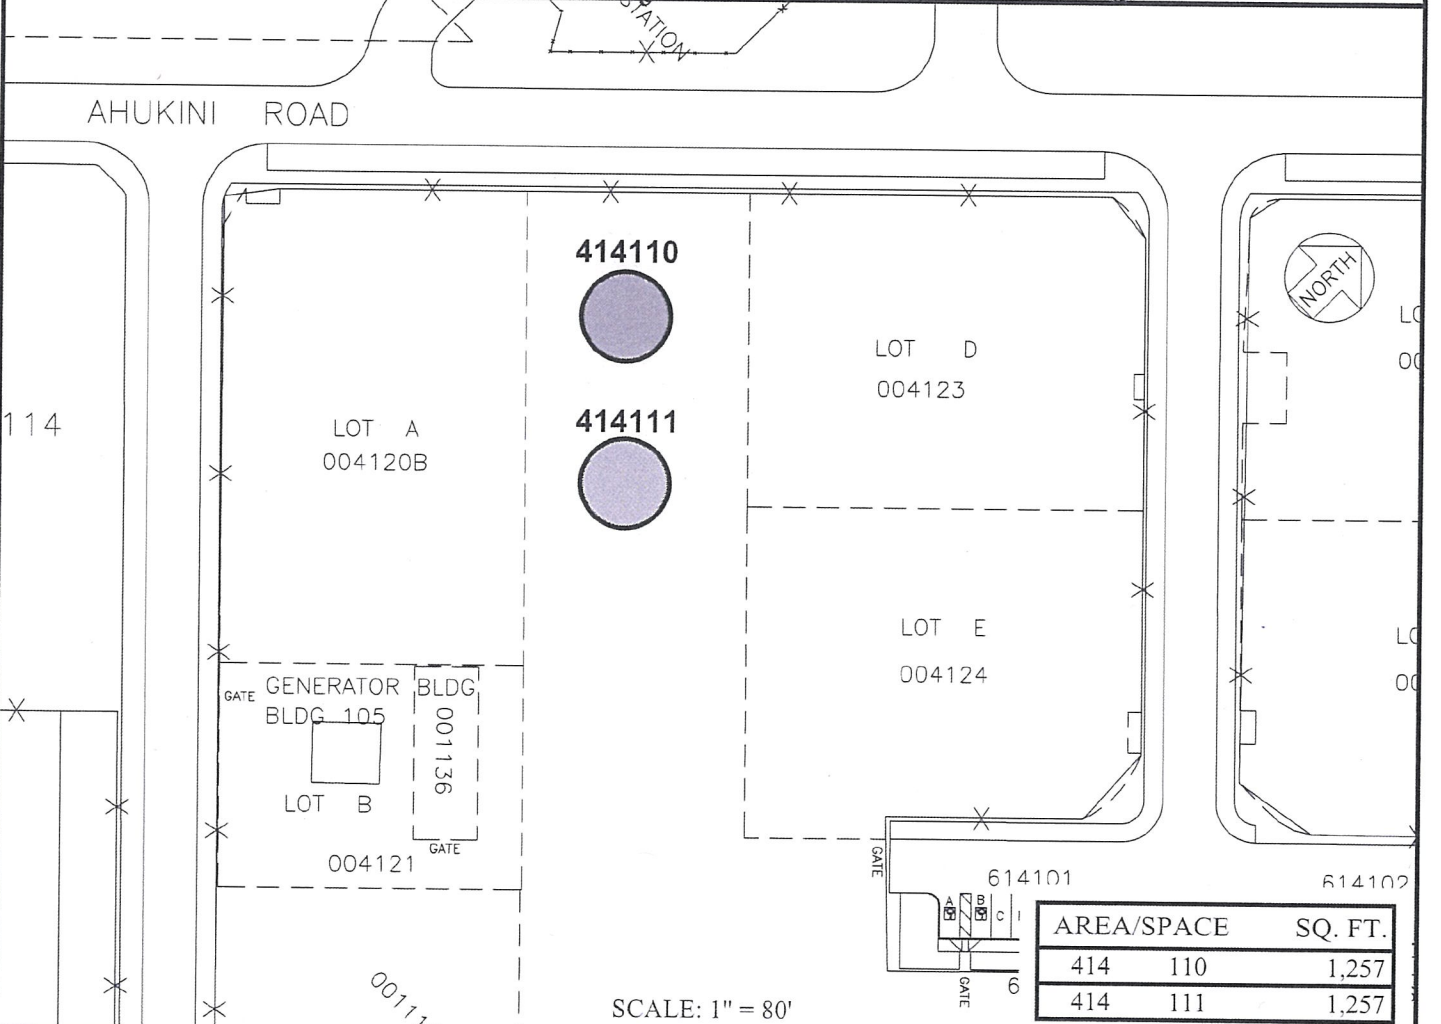 STATION
AHUKINI ROAD
414110
NORTH
LOT D
004123
414111
114
LOT A
004120B
LOT E
004124
GATE
GENERATOR
BLDG 105
BLDG
001136
LOT B
GATE
004121
GATE
614101
614102
A
B
C
GATE
6
AREA/SPACE SQ. FT.
414 110 1,257
414 111 1,257
SCALE: 1" = 80'